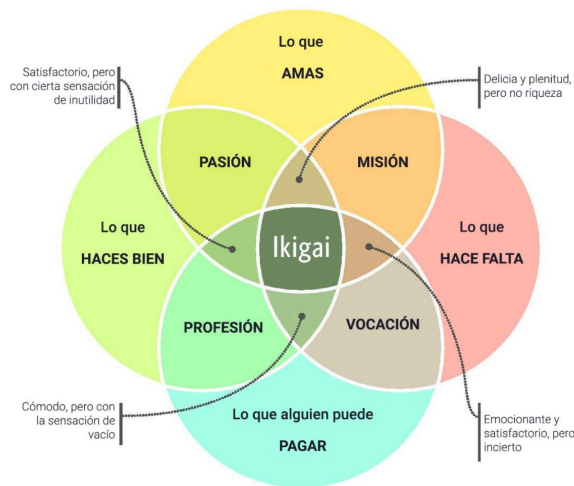 Lo que
AMAS
Satisfactorio, pero
con cierta sensación
de inutilidad
Delicia y plenitud,
pero no riqueza
PASIÓN
MISIÓN
Lo que
HACES BIEN
Ikigai
Lo que
HACE FALTA
PROFESIÓN
VOCACIÓN
Cómodo, pero con
la sensación de
vacío
Lo que alguien puede
PAGAR
Emocionante y
satisfactorio, pero
incierto